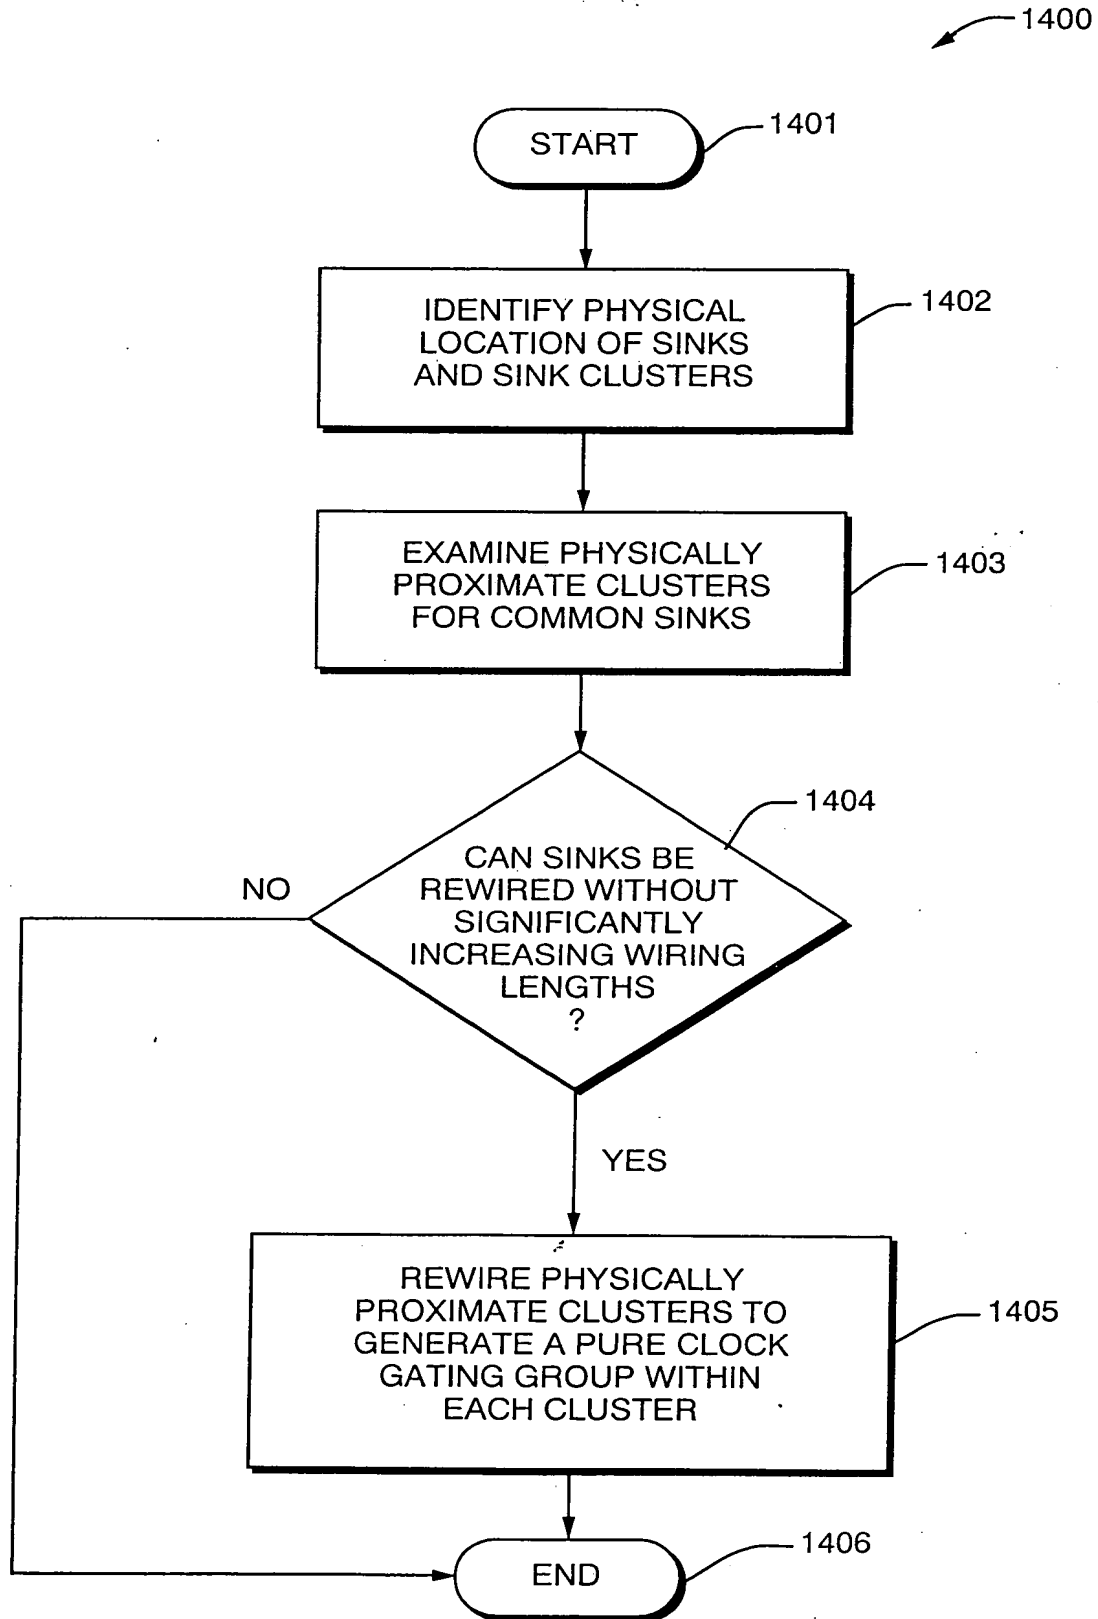 1400
START
1401
IDENTIFY PHYSICAL
LOCATION OF SINKS
AND SINK CLUSTERS
1402
EXAMINE PHYSICALLY
PROXIMATE CLUSTERS
FOR COMMON SINKS
1403
1404
CAN SINKS BE
REWIRED WITHOUT
SIGNIFICANTLY
INCREASING WIRING
LENGTHS
?
NO
YES
REWIRE PHYSICALLY
PROXIMATE CLUSTERS TO
GENERATE A PURE CLOCK
GATING GROUP WITHIN
EACH CLUSTER
1405
END
1406